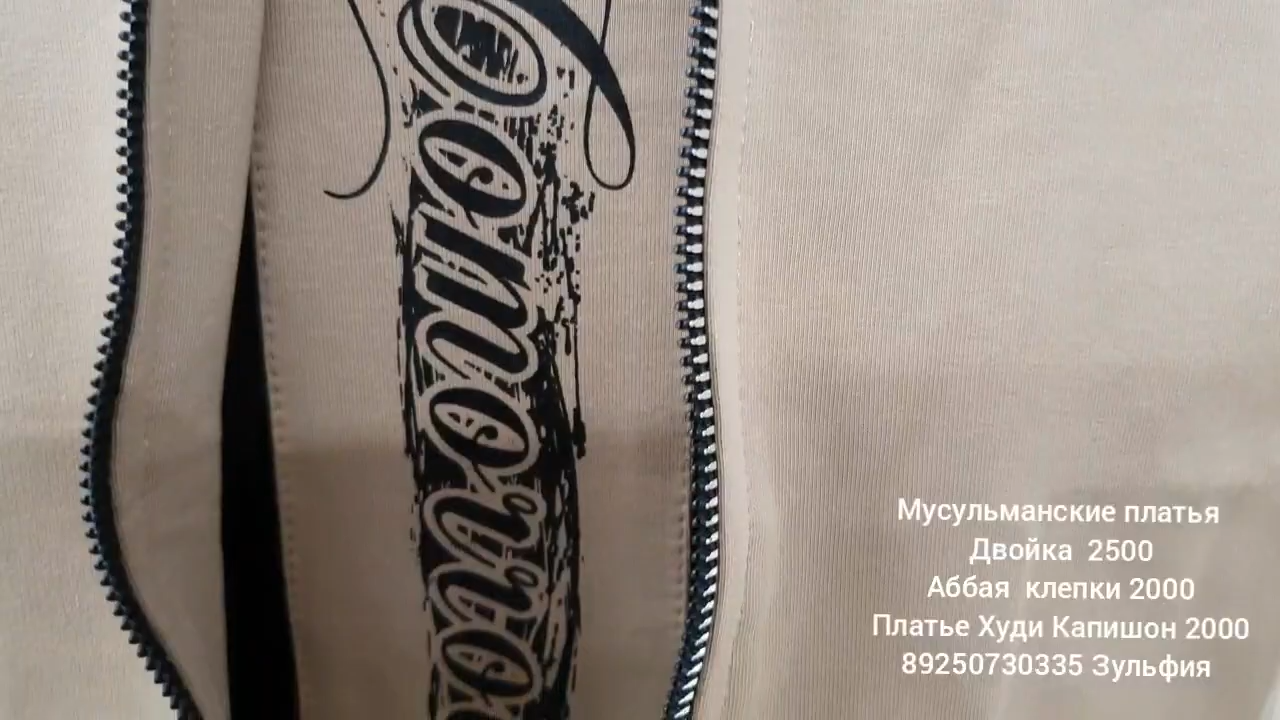 Мусульманские платья
Двойка 2500
Аббая клепки 2000
Платье Худи Капишон 2000
89250730335 Зульфия